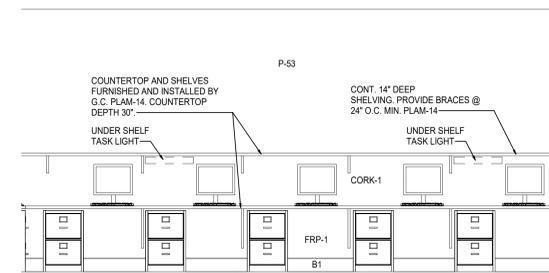 P-53
COUNTERTOP AND SHELVES
FURNISHED AND INSTALLED BY
G.C. PLAM-14. COUNTERTOP
DEPTH 30".
CONT. 14" DEEP
SHELVING. PROVIDE BRACES @
24" O.C. MIN. PLAM-14
UNDER SHELF
TASK LIGHT
UNDER SHELF
TASK LIGHT
CORK-1
FRP-1
B1